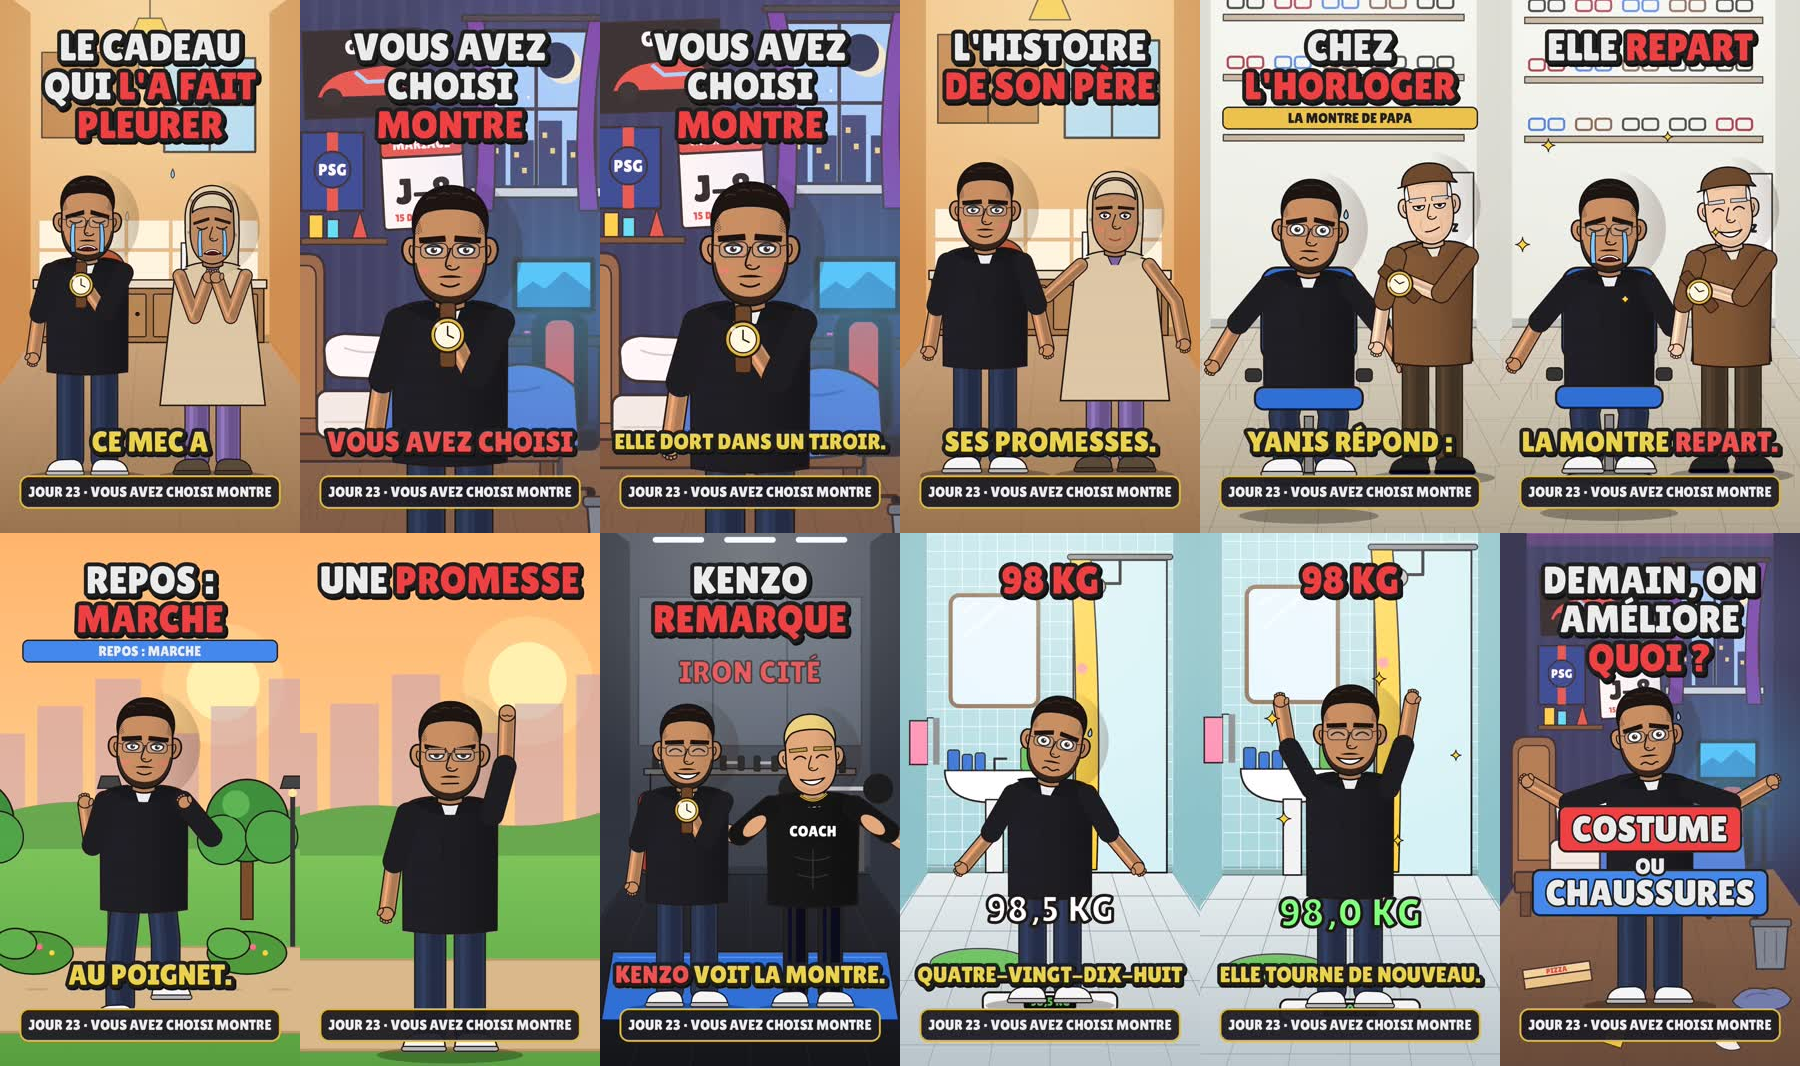 LE CADEAU
QUI L'A FAIT
PLEURER
CE MEC A
JOUR 23 · VOUS AVEZ CHOISI MONTRE
VOUS AVEZ
CHOISI
MONTRE
PSG
J-8
VOUS AVEZ CHOISI
JOUR 23 · VOUS AVEZ CHOISI MONTRE
VOUS AVEZ
CHOISI
MONTRE
PSG
J-8
ELLE DORT DANS UN TIROIR.
JOUR 23 · VOUS AVEZ CHOISI MONTRE
L'HISTOIRE
DE SON PÈRE
SES PROMESSES.
JOUR 23 · VOUS AVEZ CHOISI MONTRE
CHEZ
L'HORLOGER
LA MONTRE DE PAPA
YANIS RÉPOND :
JOUR 23 · VOUS AVEZ CHOISI MONTRE
ELLE REPART
LA MONTRE REPART.
JOUR 23 · VOUS AVEZ CHOISI MONTRE
REPOS :
MARCHE
REPOS : MARCHE
AU POIGNET.
JOUR 23 · VOUS AVEZ CHOISI MONTRE
UNE PROMESSE
JOUR 23 · VOUS AVEZ CHOISI MONTRE
KENZO
REMARQUE
IRON CITÉ
COACH
KENZO VOIT LA MONTRE.
JOUR 23 · VOUS AVEZ CHOISI MONTRE
98 KG
98,5 KG
QUATRE-VINGT-DIX-HUIT
JOUR 23 · VOUS AVEZ CHOISI MONTRE
98 KG
98,0 KG
ELLE TOURNE DE NOUVEAU.
JOUR 23 · VOUS AVEZ CHOISI MONTRE
DEMAIN, ON
AMÉLIORE
QUOI ?
PSG
COSTUME
OU
CHAUSSURES
PIZZA
JOUR 23 · VOUS AVEZ CHOISI MONTRE